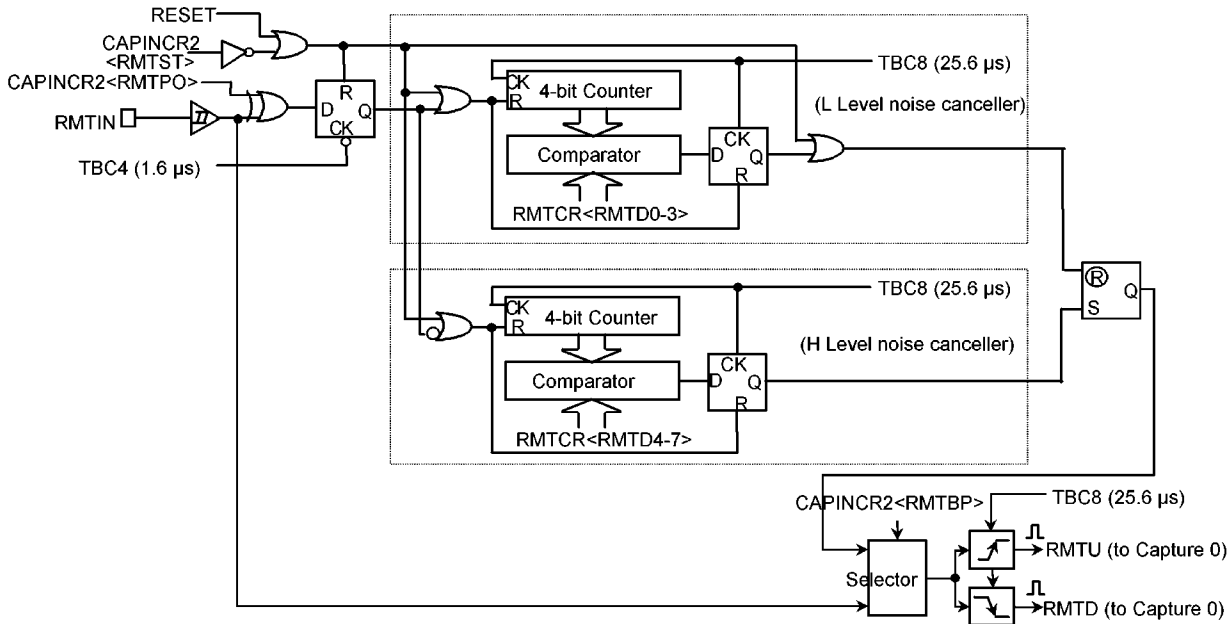 RESET
CAPINCR2
<RMTST>
CAPINCR2<RMTPO>
RMTIN
TBC4 (1.6 µs)
R
D
Q
CK
CK
R
4-bit Counter
TBC8 (25.6 µs)
(L Level noise canceller)
Comparator
CK
D
Q
R
RMTCR<RMTD0-3>
CK
R
4-bit Counter
TBC8 (25.6 µs)
(H Level noise canceller)
Comparator
CK
D
Q
R
RMTCR<RMTD4-7>
R
Q
S
CAPINCR2<RMTBP>
TBC8 (25.6 µs)
Selector
RMTU (to Capture 0)
RMTD (to Capture 0)